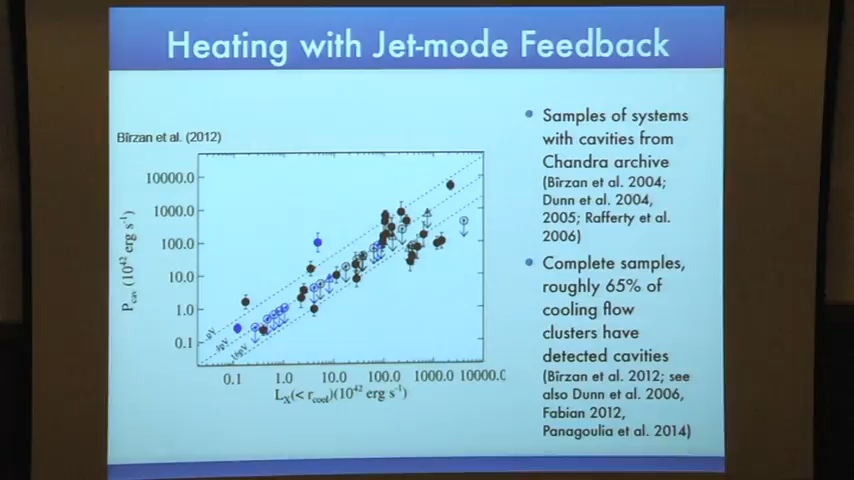 Heating with Jet-mode Feedback
Bîrzan et al. (2012)
10000.0
1000.0
100.0
10.0
1.0
0.1
P_cav (10^42 erg s^-1)
pV
4pV
16pV
0.1
1.0
10.0
100.0
1000.0
10000.0
L_X(< r_cool)(10^42 erg s^-1)
Samples of systems
with cavities from
Chandra archive
(Bîrzan et al. 2004;
Dunn et al. 2004,
2005; Rafferty et al.
2006)
Complete samples,
roughly 65% of
cooling flow
clusters have
detected cavities
(Bîrzan et al. 2012; see
also Dunn et al. 2006,
Fabian 2012,
Panagoulia et al. 2014)